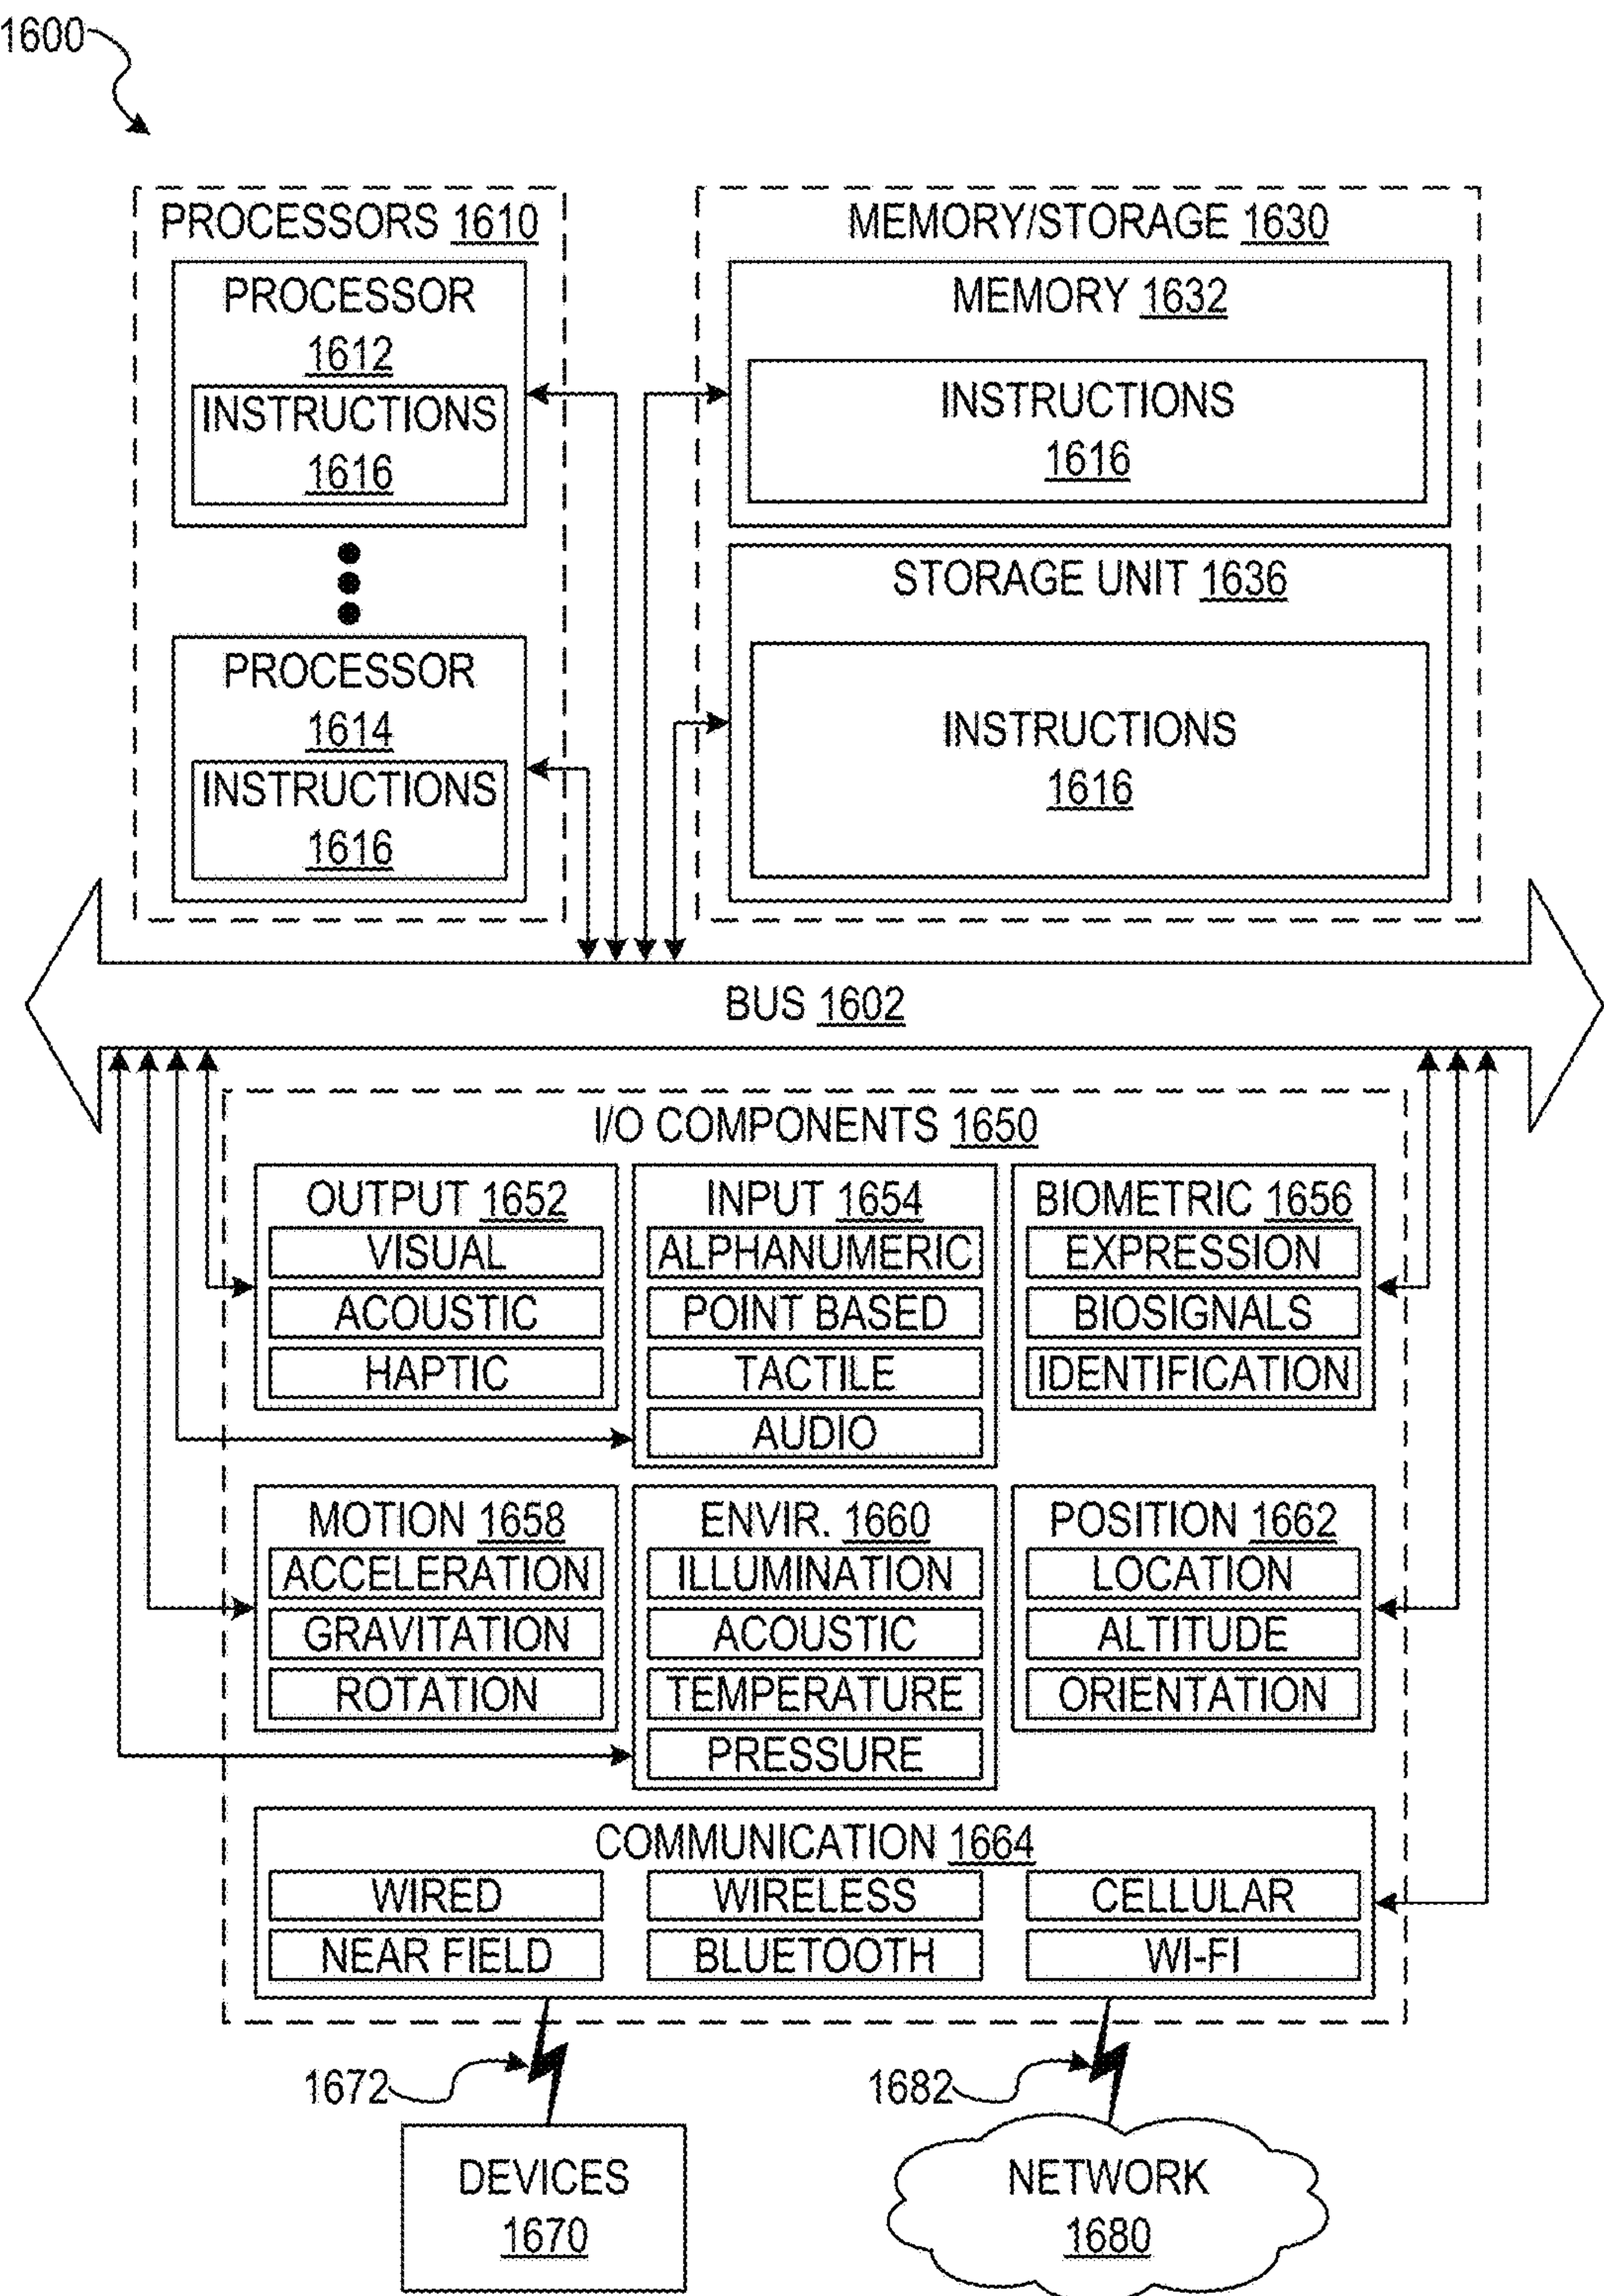 1600
PROCESSORS 1610
PROCESSOR
1612
INSTRUCTIONS
1616
PROCESSOR
1614
INSTRUCTIONS
1616
MEMORY/STORAGE 1630
MEMORY 1632
INSTRUCTIONS
1616
STORAGE UNIT 1636
INSTRUCTIONS
1616
BUS 1602
I/O COMPONENTS 1650
OUTPUT 1652
VISUAL
ACOUSTIC
HAPTIC
INPUT 1654
ALPHANUMERIC
POINT BASED
TACTILE
AUDIO
BIOMETRIC 1656
EXPRESSION
BIOSIGNALS
IDENTIFICATION
MOTION 1658
ACCELERATION
GRAVITATION
ROTATION
ENVIR. 1660
ILLUMINATION
ACOUSTIC
TEMPERATURE
PRESSURE
POSITION 1662
LOCATION
ALTITUDE
ORIENTATION
COMMUNICATION 1664
WIRED
WIRELESS
CELLULAR
NEAR FIELD
BLUETOOTH
WI-FI
1672
1682
DEVICES
1670
NETWORK
1680